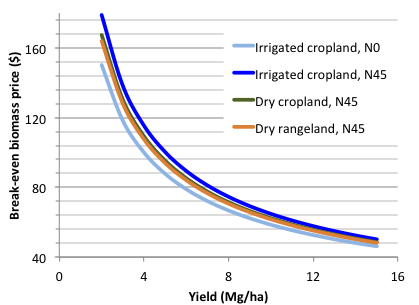 Break-even biomass price ($)
160
120
80
40
Irrigated cropland, N0
Irrigated cropland, N45
Dry cropland, N45
Dry rangeland, N45
0 4 8 12 16
Yield (Mg/ha)